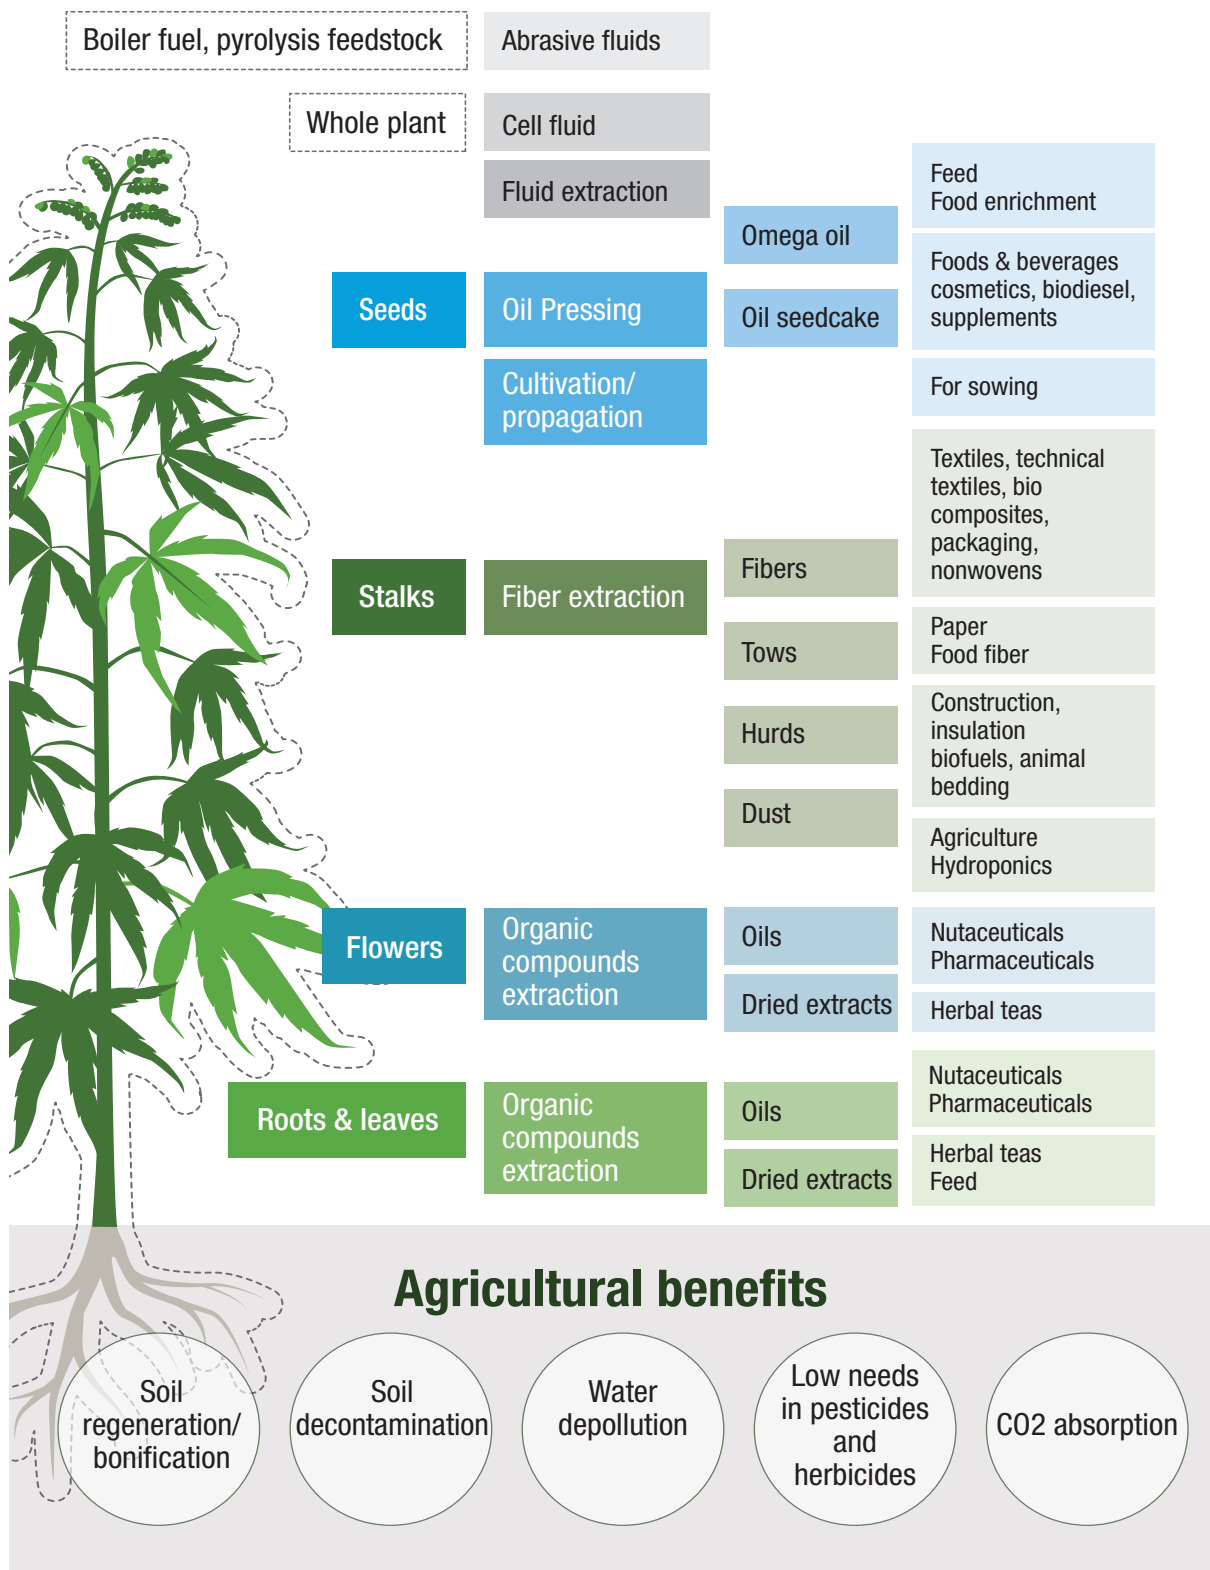 Boiler fuel, pyrolysis feedstock
Abrasive fluids
Whole plant
Cell fluid
Fluid extraction
Seeds
Oil Pressing
Cultivation/
propagation
Omega oil
Oil seedcake
Feed
Food enrichment
Foods & beverages
cosmetics, biodiesel,
supplements
For sowing
Stalks
Fiber extraction
Fibers
Tows
Hurds
Dust
Textiles, technical
textiles, bio
composites,
packaging,
nonwovens
Paper
Food fiber
Construction,
insulation
biofuels, animal
bedding
Agriculture
Hydroponics
Flowers
Organic
compounds
extraction
Oils
Dried extracts
Nutaceuticals
Pharmaceuticals
Herbal teas
Roots & leaves
Organic
compounds
extraction
Oils
Dried extracts
Nutaceuticals
Pharmaceuticals
Herbal teas
Feed
Agricultural benefits
Soil
regeneration/
bonification
Soil
decontamination
Water
depollution
Low needs
in pesticides
and
herbicides
CO2 absorption